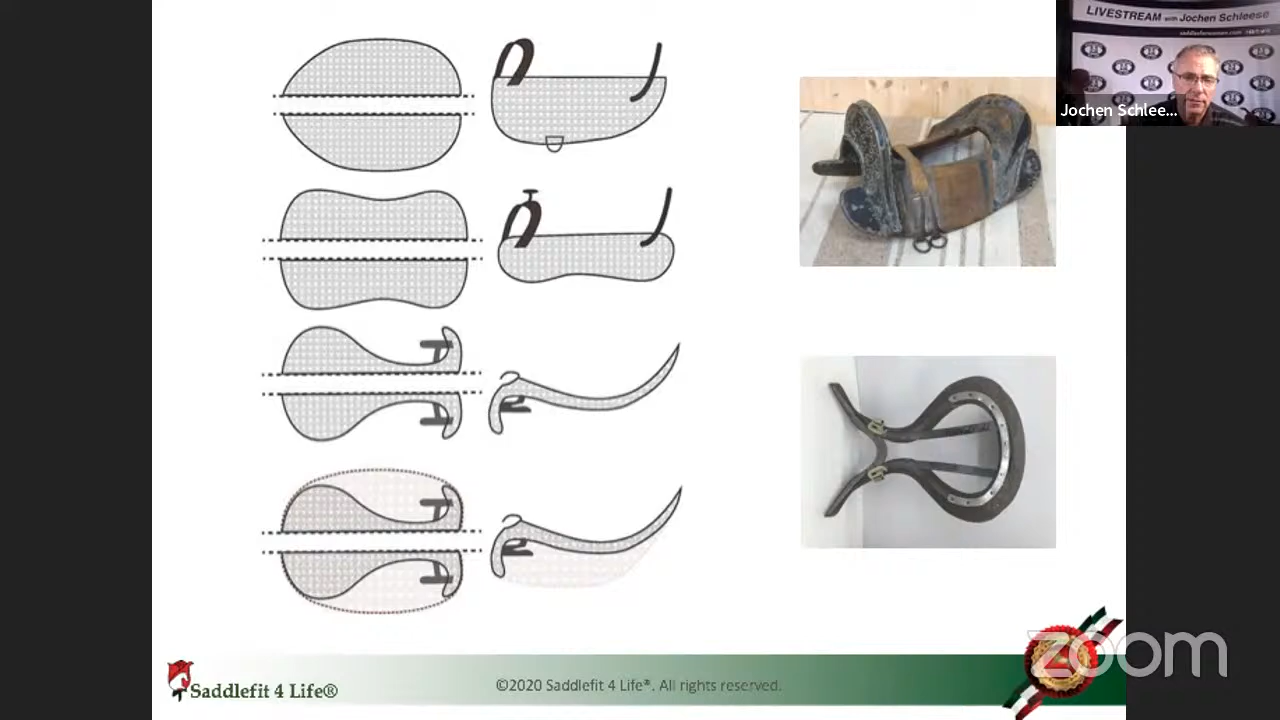 LIVESTREAM with Jochen Schleese
Jochen Schlee...
Saddlefit 4 Life®
©2020 Saddlefit 4 Life®. All rights reserved.
zoom